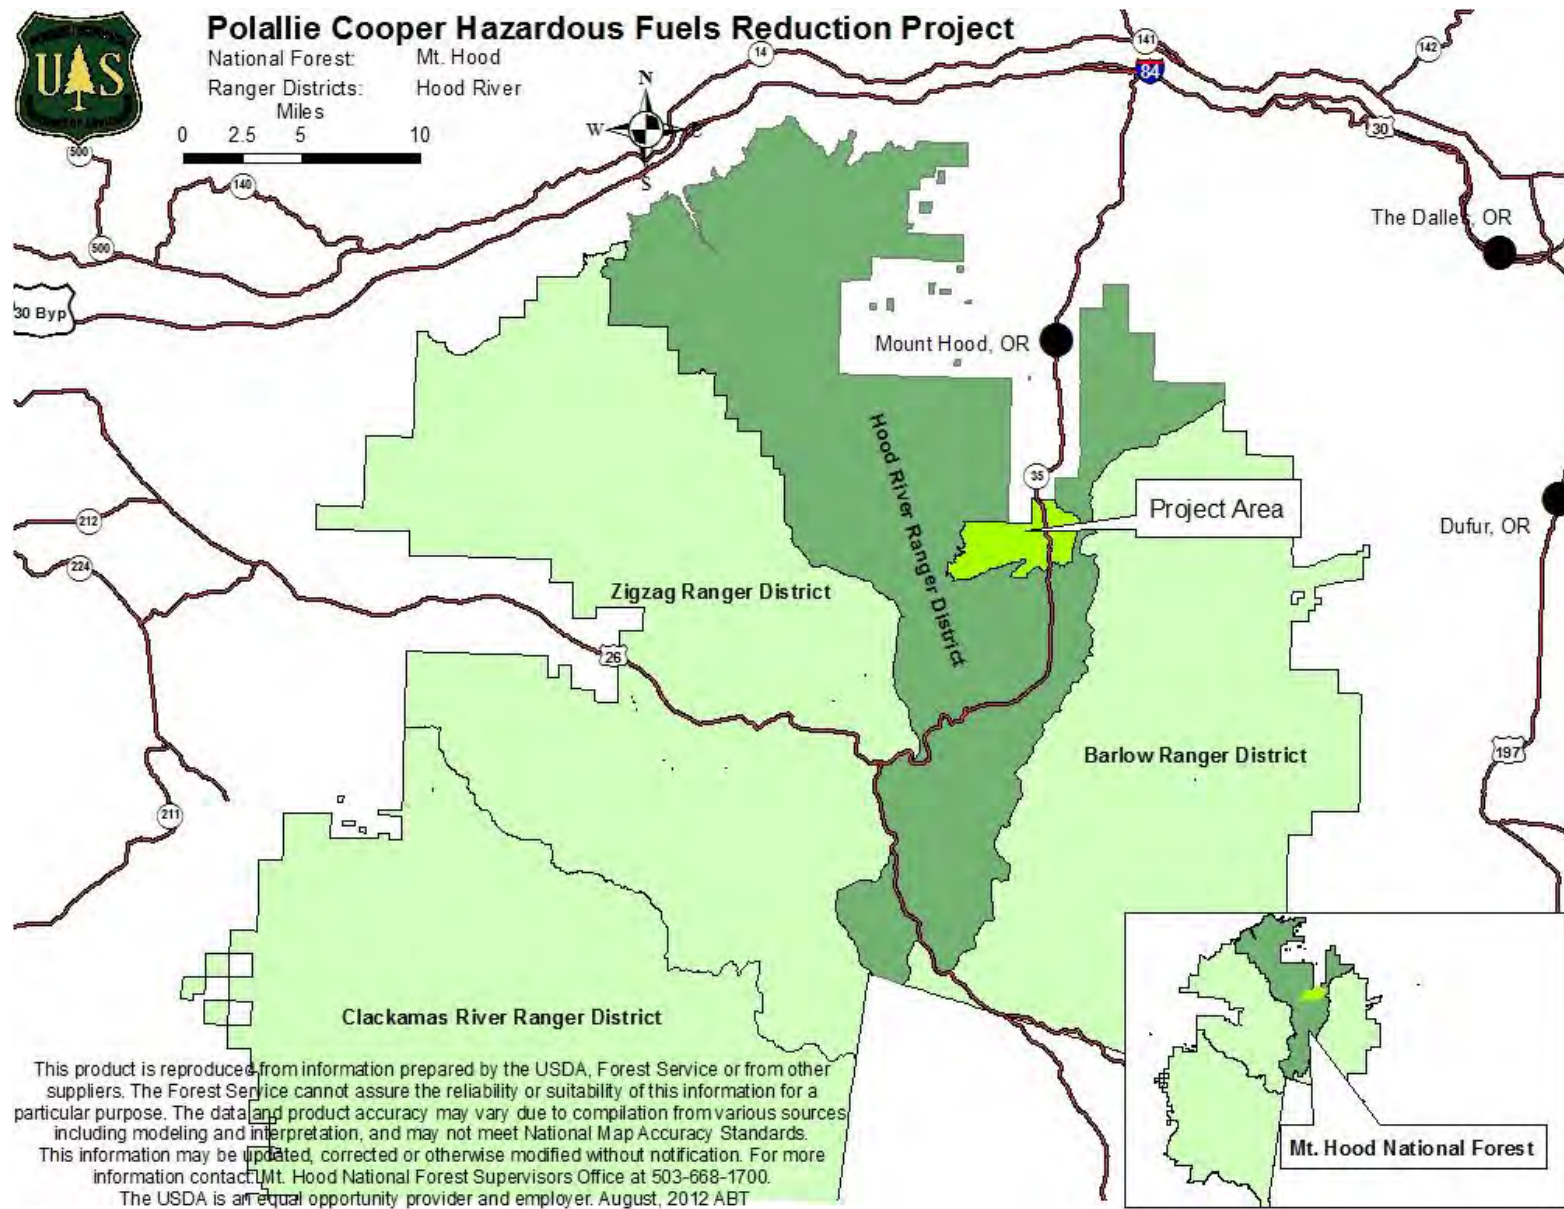 Polallie Cooper Hazardous Fuels Reduction Project
National Forest: Mt. Hood
Ranger Districts: Hood River
Miles
0 2.5 5 10
UAS
N
W
E
S
14
141
142
84
30
500
140
500
30 Byp
The Dalles, OR
Mount Hood, OR
Hood River Ranger District
35
Project Area
212
Dufur, OR
224
Zigzag Ranger District
26
Barlow Ranger District
197
211
Clackamas River Ranger District
This product is reproduced from information prepared by the USDA, Forest Service or from other
suppliers. The Forest Service cannot assure the reliability or suitability of this information for a
particular purpose. The data and product accuracy may vary due to compilation from various sources
including modeling and interpretation, and may not meet National Map Accuracy Standards.
This information may be updated, corrected or otherwise modified without notification. For more
information contact: Mt. Hood National Forest Supervisors Office at 503-668-1700.
The USDA is an equal opportunity provider and employer. August, 2012 ABT
Mt. Hood National Forest